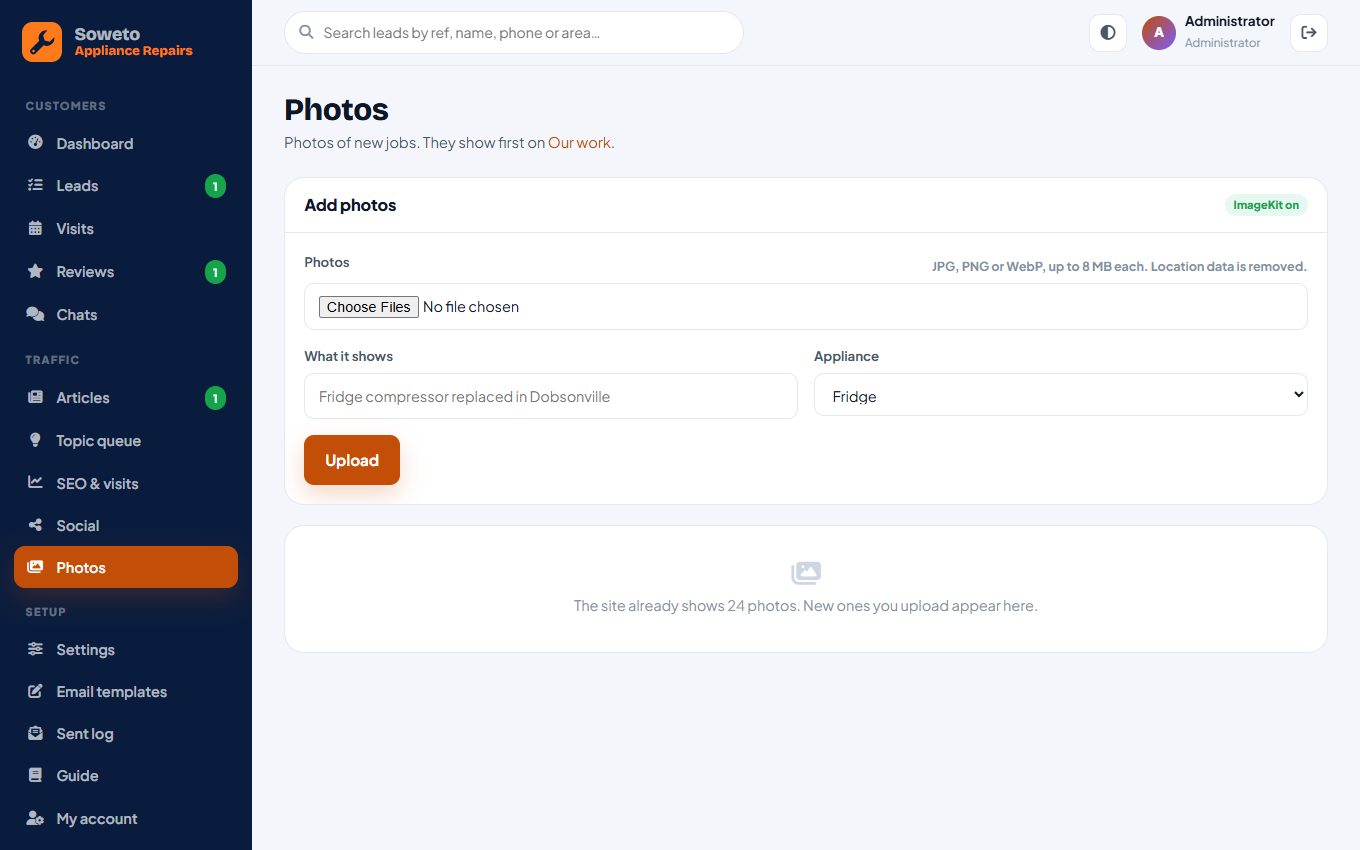 Soweto
Appliance Repairs
CUSTOMERS
Dashboard
Leads 1
Visits
Reviews 1
Chats
TRAFFIC
Articles 1
Topic queue
SEO & visits
Social
Photos
SETUP
Settings
Email templates
Sent log
Guide
My account
Search leads by ref, name, phone or area...
A
Administrator
Administrator
Photos
Photos of new jobs. They show first on Our work.
Add photos
ImageKit on
Photos
JPG, PNG or WebP, up to 8 MB each. Location data is removed.
Choose Files No file chosen
What it shows
Appliance
Fridge compressor replaced in Dobsonville
Fridge
Upload
The site already shows 24 photos. New ones you upload appear here.